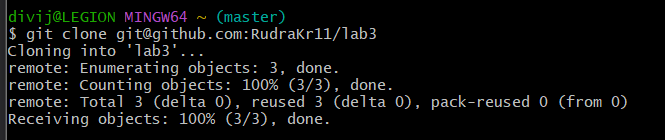 divij@LEGION MINGW64 ~ (master)
$ git clone git@github.com:RudraKr11/lab3
Cloning into 'lab3'...
remote: Enumerating objects: 3, done.
remote: Counting objects: 100% (3/3), done.
remote: Total 3 (delta 0), reused 3 (delta 0), pack-reused 0 (from 0)
Receiving objects: 100% (3/3), done.